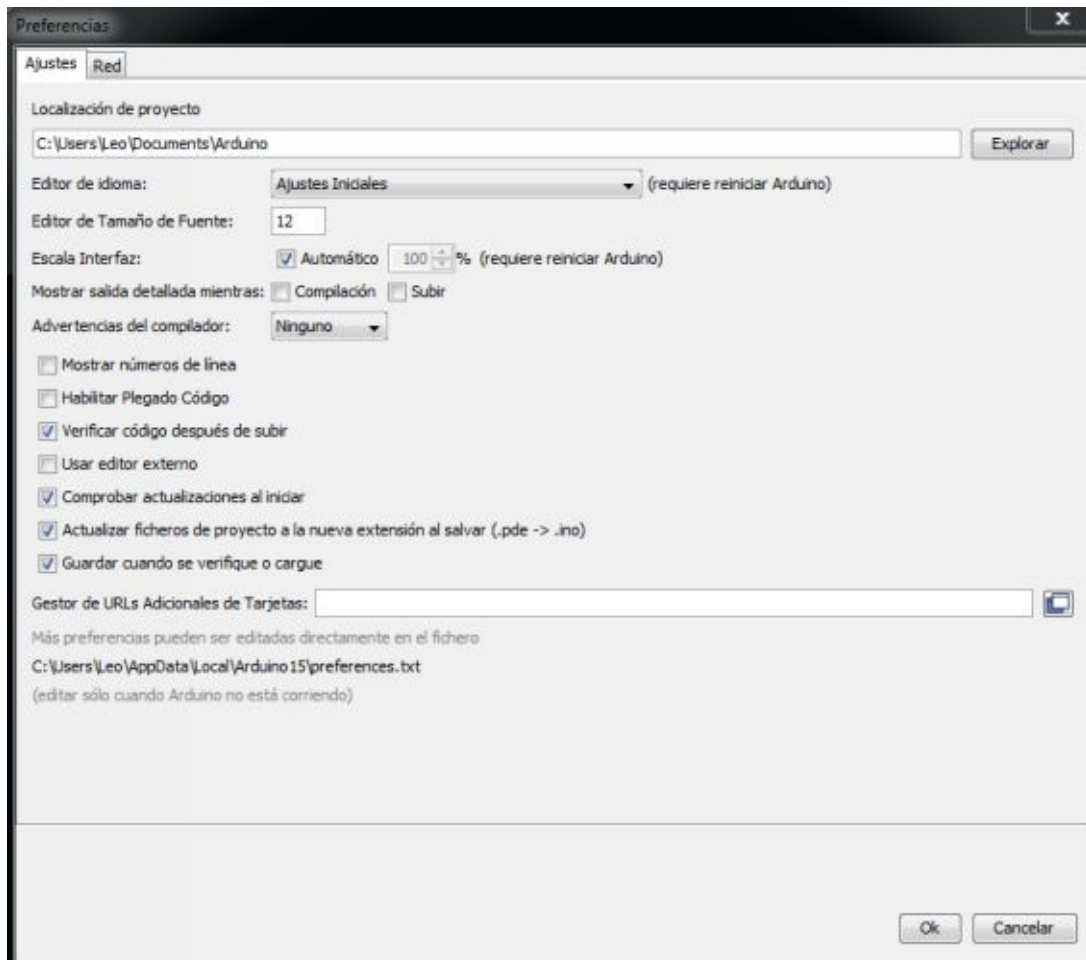 Preferencias
Ajustes Red
Localización de proyecto
C:\Users\Leo\Documents\Arduino Explorar
Editor de idioma: Ajustes Iniciales (requiere reiniciar Arduino)
Editor de Tamaño de Fuente: 12
Escala Interfaz: Automático 100 % (requiere reiniciar Arduino)
Mostrar salida detallada mientras: Compilación Subir
Advertencias del compilador: Ninguno
Mostrar números de línea
Habilitar Plegado Código
Verificar código después de subir
Usar editor externo
Comprobar actualizaciones al iniciar
Actualizar ficheros de proyecto a la nueva extensión al salvar (.pde -> .ino)
Guardar cuando se verifique o cargue
Gestor de URLs Adicionales de Tarjetas:
Más preferencias pueden ser editadas directamente en el fichero
C:\Users\Leo\AppData\Local\Arduino15\preferences.txt
(editar sólo cuando Arduino no está corriendo)
Ok Cancelar